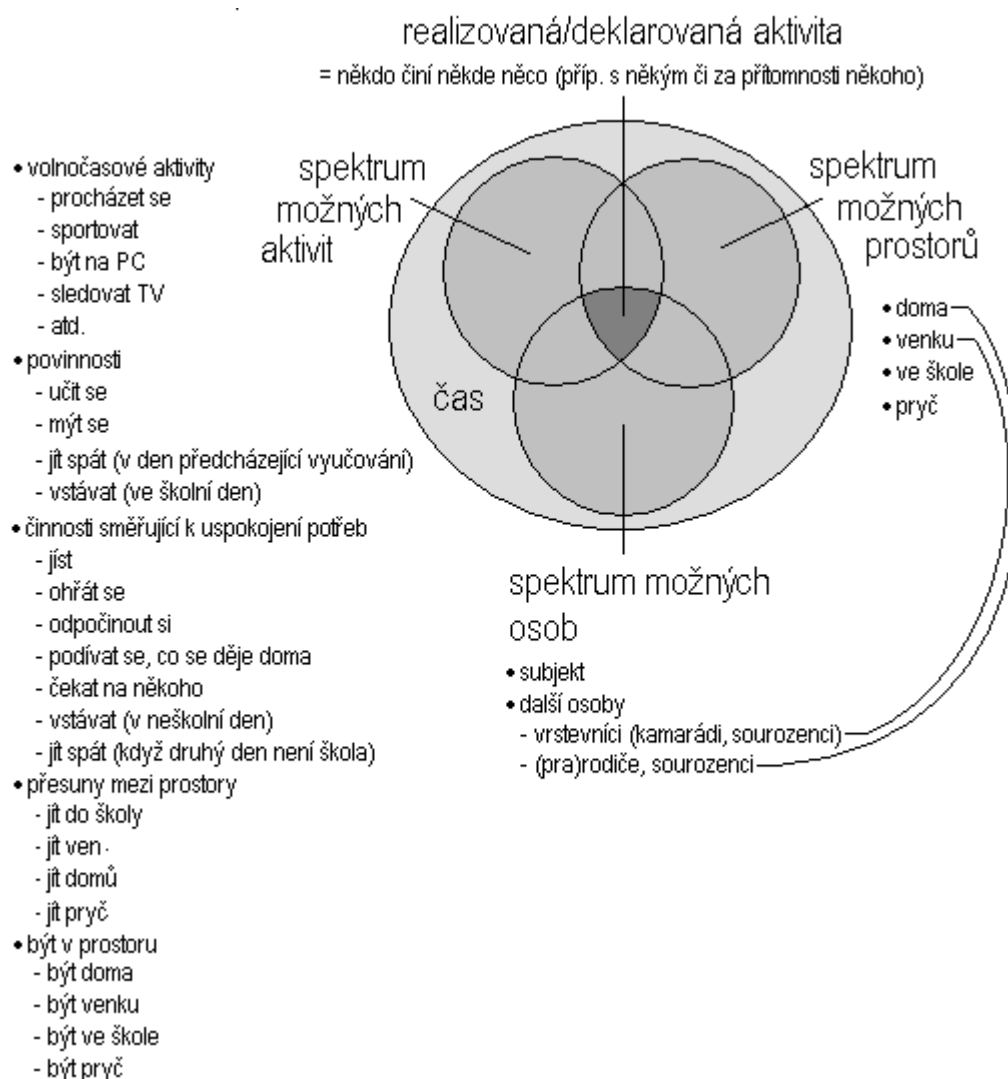 realizovaná/deklarovaná aktivita
= někdo činí někde něco (příp. s někým či za přítomnosti někoho)
• volnočasové aktivity
- procházet se
- sportovat
- být na PC
- sledovat TV
- atd.
• povinnosti
- učit se
- mýt se
- jít spát (v den předcházející vyučování)
- vstávat (ve školní den)
• činnosti směřující k uspokojení potřeb
- jíst
- ohřát se
- odpočinout si
- podívat se, co se děje doma
- čekat na někoho
- vstávat (v neškolní den)
- jít spát (když druhý den není škola)
• přesuny mezi prostory
- jít do školy
- jít ven
- jít domů
- jít pryč
• být v prostoru
- být doma
- být venku
- být ve škole
- být pryč
spektrum
možných
aktivit
spektrum
možných
prostorů
• doma
• venku
• ve škole
• pryč
čas
spektrum možných
osob
• subjekt
• další osoby
- vrstevníci (kamarádi, sourozenci)
- (pra)rodiče, sourozenci